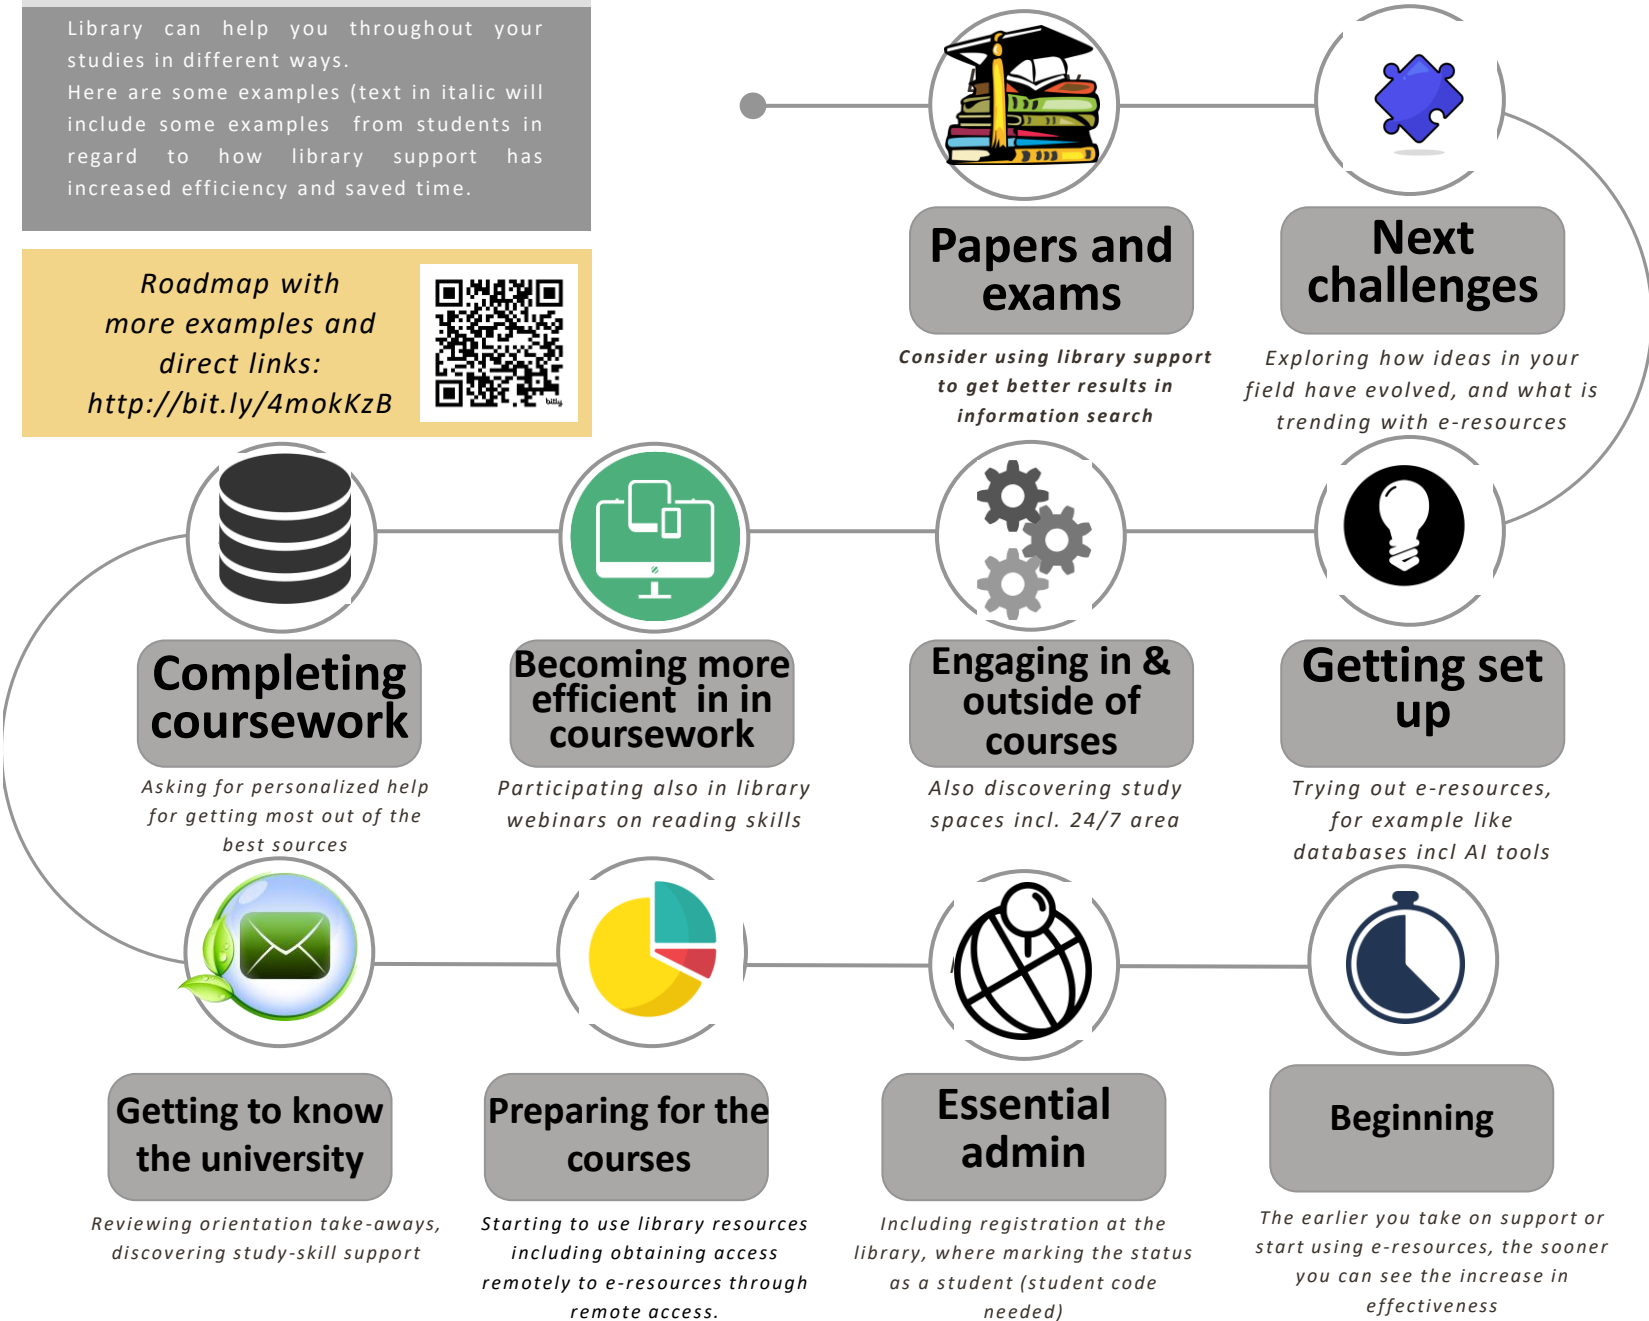 Library can help you throughout your
studies in different ways.
Here are some examples (text in italic will
include some examples from students in
regard to how library support has
increased efficiency and saved time.
Roadmap with
more examples and
direct links:
http://bit.ly/4mokKzB
bitly
Papers and
exams
Consider using library support
to get better results in
information search
Next
challenges
Exploring how ideas in your
field have evolved, and what is
trending with e-resources
Completing
coursework
Asking for personalized help
for getting most out of the
best sources
Becoming more
efficient in in
coursework
Participating also in library
webinars on reading skills
Engaging in &
outside of
courses
Also discovering study
spaces incl. 24/7 area
Getting set
up
Trying out e-resources,
for example like
databases incl AI tools
Getting to know
the university
Reviewing orientation take-aways,
discovering study-skill support
Preparing for the
courses
Starting to use library resources
including obtaining access
remotely to e-resources through
remote access.
Essential
admin
Including registration at the
library, where marking the status
as a student (student code
needed)
Beginning
The earlier you take on support or
start using e-resources, the sooner
you can see the increase in
effectiveness